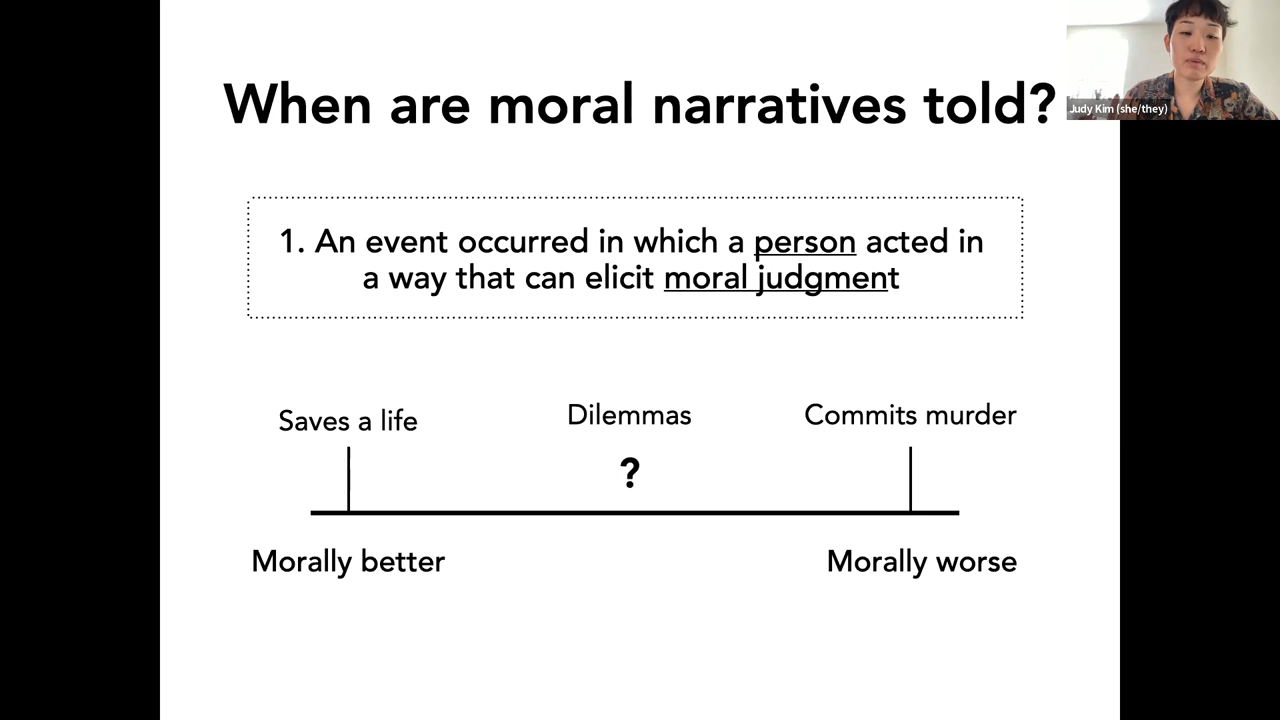 When are moral narratives told?
Judy Kim (she/they)
1. An event occurred in which a person acted in
a way that can elicit moral judgment
Saves a life
Dilemmas
Commits murder
?
Morally better
Morally worse